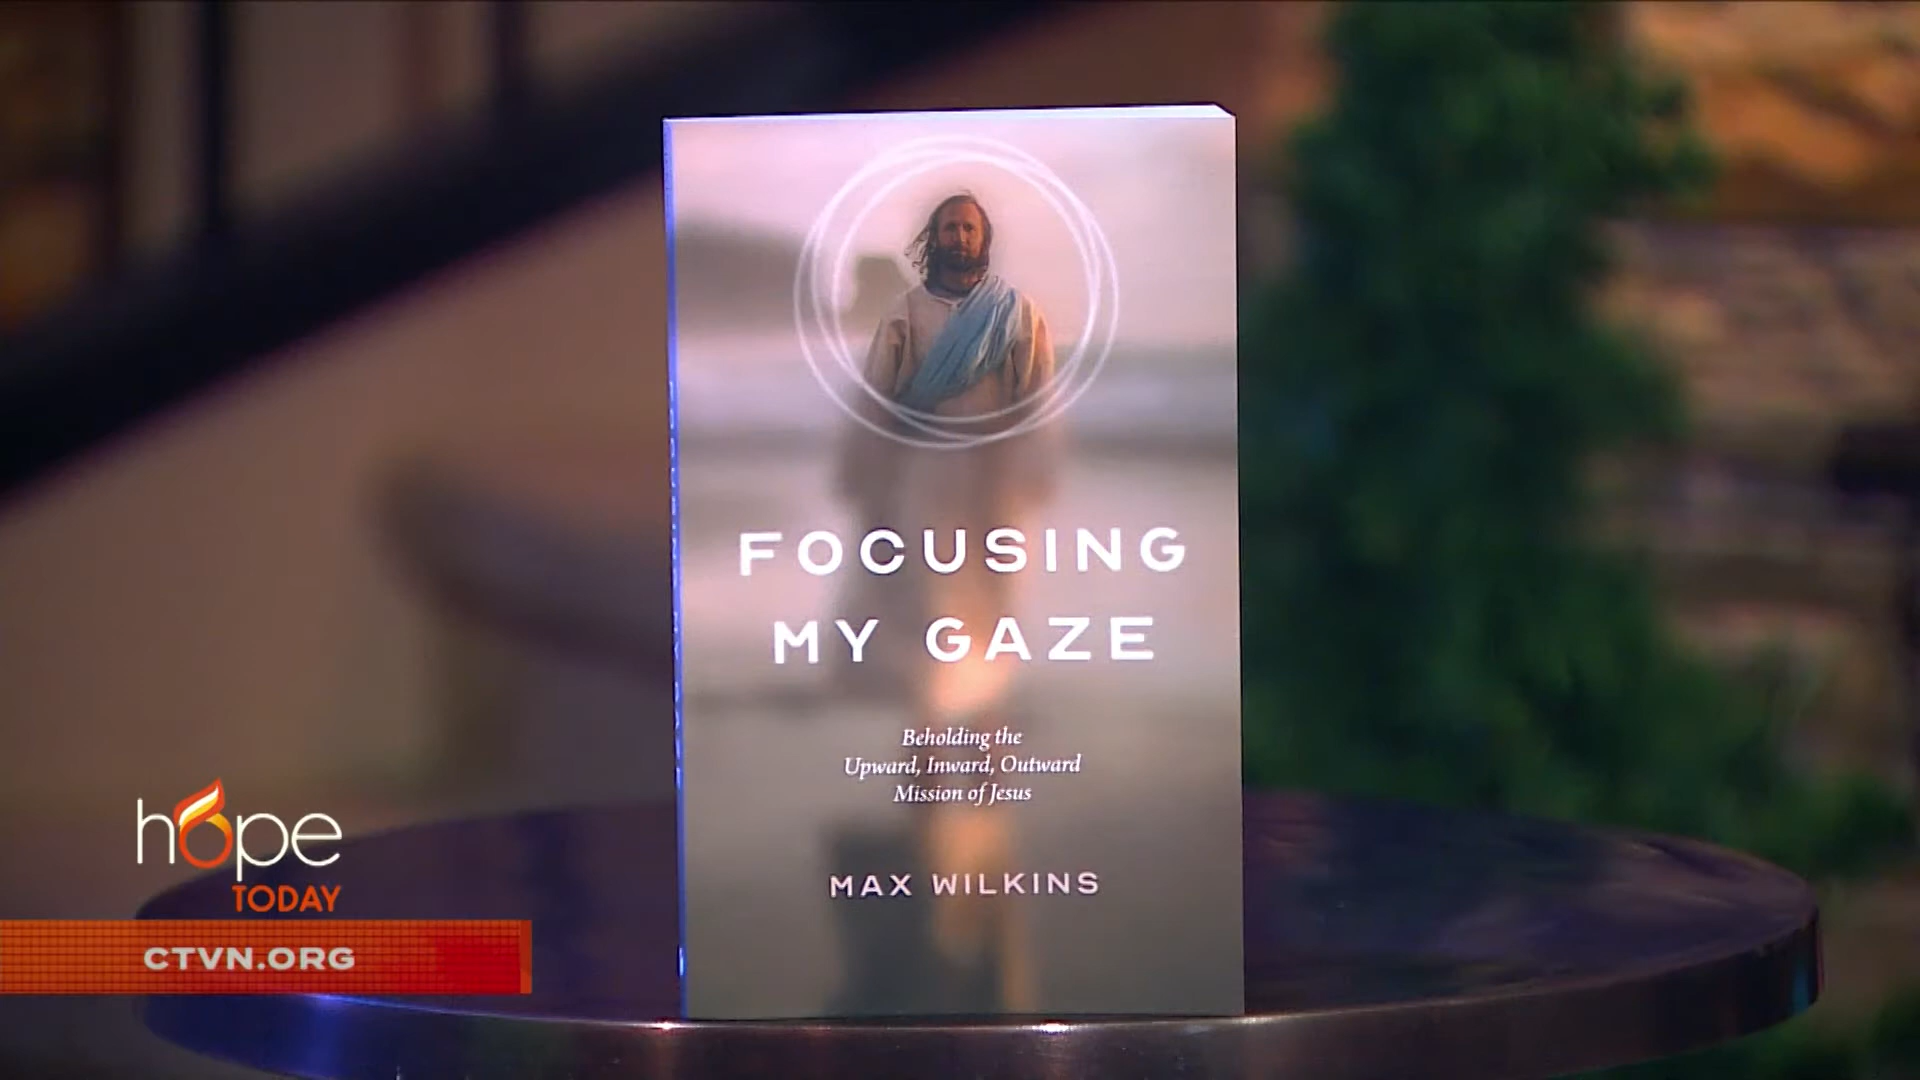 FOCUSING
MY GAZE
Beholding the
Upward, Inward, Outward
Mission of Jesus
MAX WILKINS
hope
TODAY
CTVN.ORG